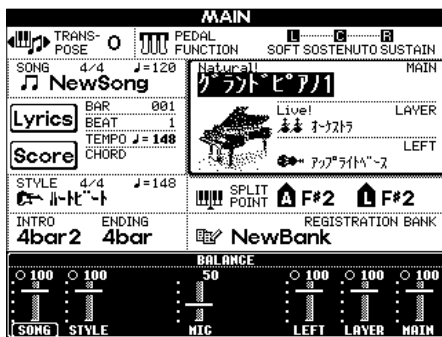 MAIN
TRANS-POSE 0
PEDAL FUNCTION
L C R
SOFT SOSTENUTO SUSTAIN
SONG 4/4 ♩=120
NewSong
Natural! MAIN
グランドピアノ1
Lyrics
BAR 001
BEAT 1
TEMPO ♩=148
Score
CHORD
Live! LAYER
オーケストラ
LEFT
アップライトベース
STYLE 4/4 ♩=148
ルートビート
SPLIT POINT A F#2 L F#2
INTRO ENDING
4bar2 4bar
REGISTRATION BANK
NewBank
BALANCE
100 100 50 100 100 100
SONG STYLE MIC LEFT LAYER MAIN